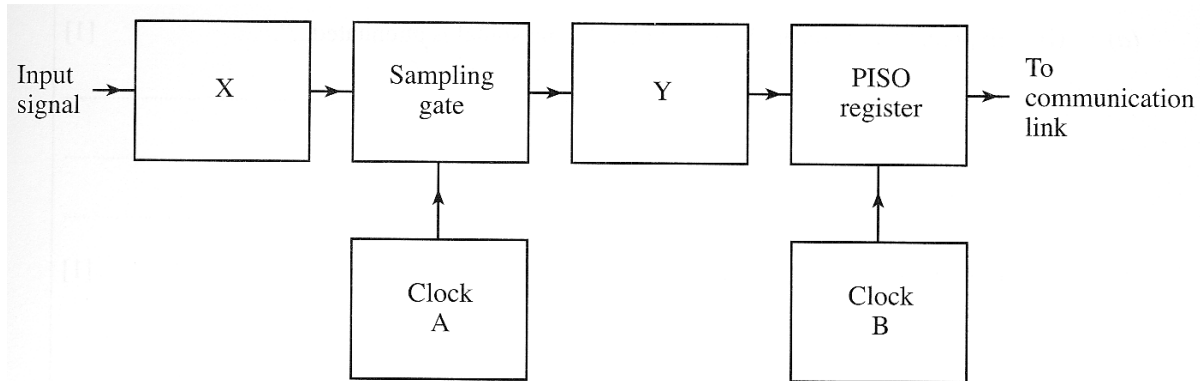 Input
signal
X
Sampling
gate
Y
PISO
register
To
communication
link
Clock
A
Clock
B